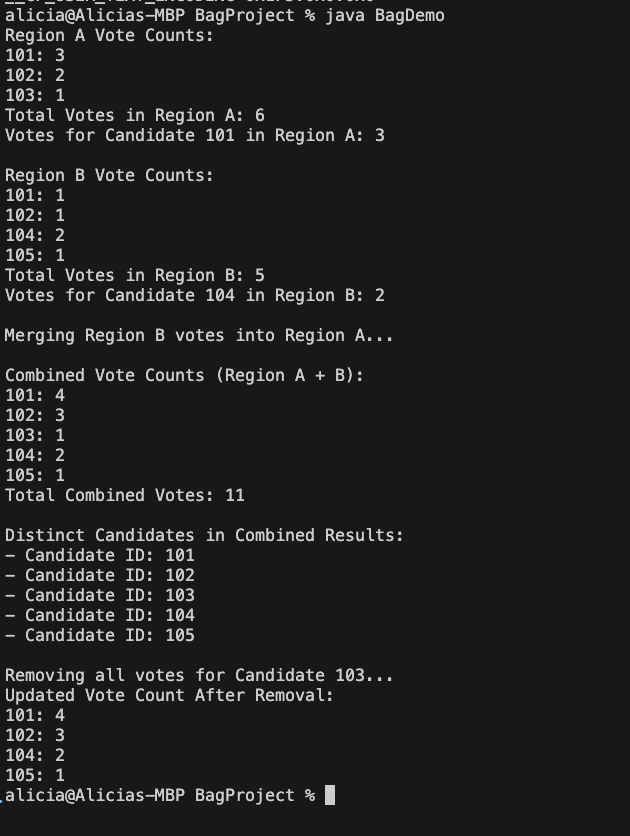 alicia@Alicias-MBP BagProject % java BagDemo
Region A Vote Counts:
101: 3
102: 2
103: 1
Total Votes in Region A: 6
Votes for Candidate 101 in Region A: 3
Region B Vote Counts:
101: 1
102: 1
104: 2
105: 1
Total Votes in Region B: 5
Votes for Candidate 104 in Region B: 2
Merging Region B votes into Region A...
Combined Vote Counts (Region A + B):
101: 4
102: 3
103: 1
104: 2
105: 1
Total Combined Votes: 11
Distinct Candidates in Combined Results:
- Candidate ID: 101
- Candidate ID: 102
- Candidate ID: 103
- Candidate ID: 104
- Candidate ID: 105
Removing all votes for Candidate 103...
Updated Vote Count After Removal:
101: 4
102: 3
104: 2
105: 1
alicia@Alicias-MBP BagProject %